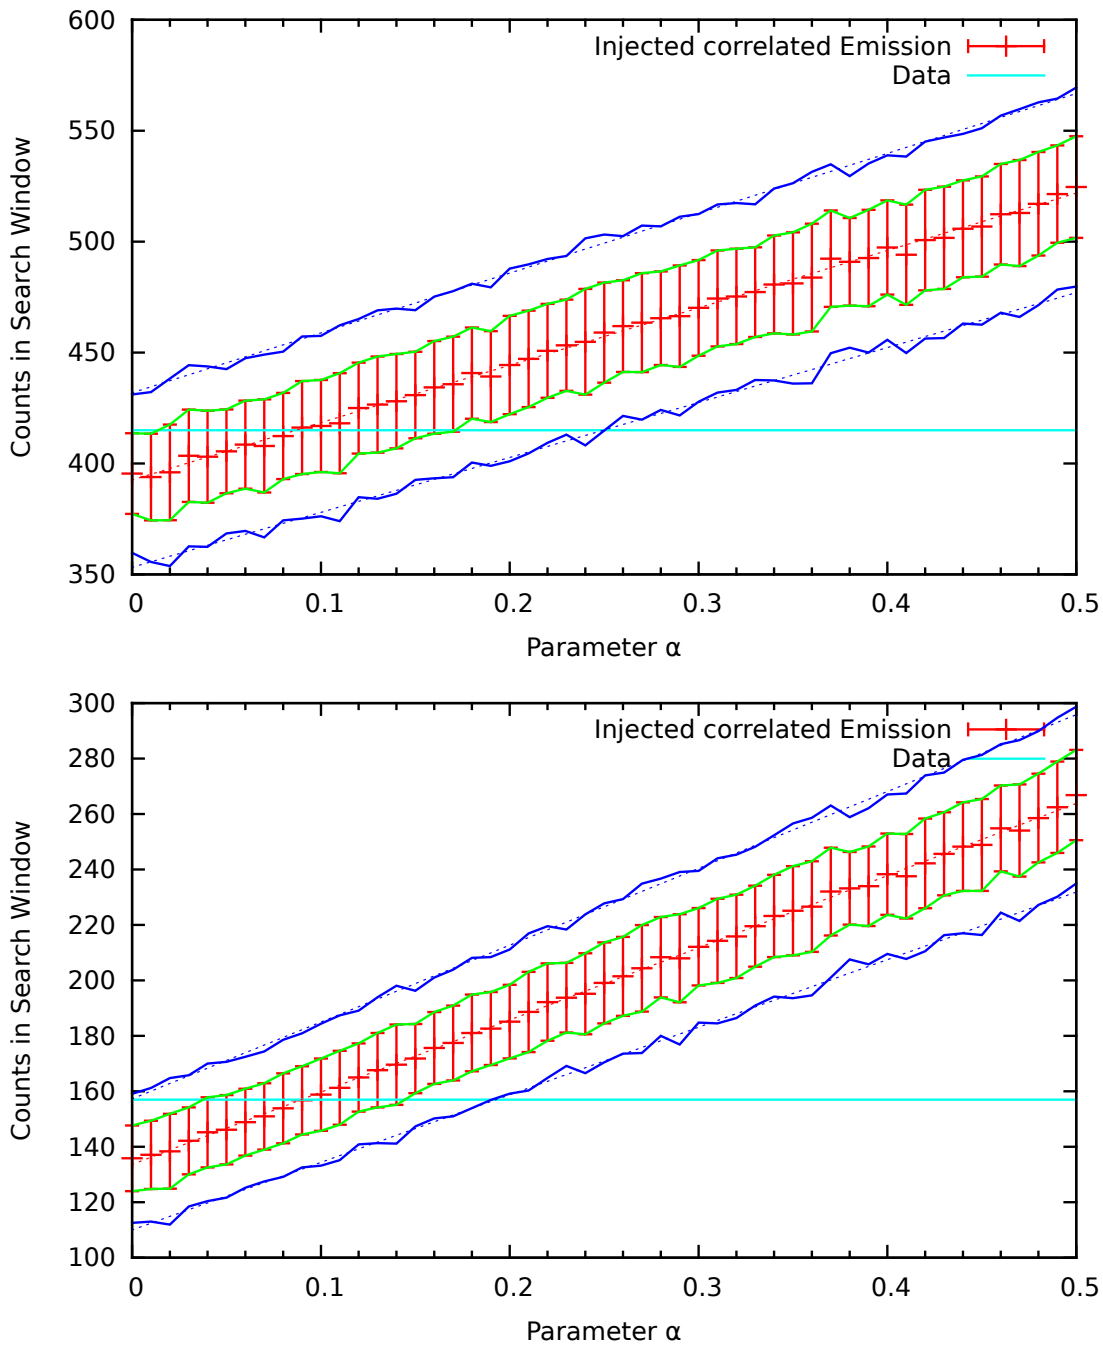 600
550
500
450
400
350
Counts in Search Window
Injected correlated Emission
Data
0 0.1 0.2 0.3 0.4 0.5
Parameter α
300
280
260
240
220
200
180
160
140
120
100
Counts in Search Window
Injected correlated Emission
Data
0 0.1 0.2 0.3 0.4 0.5
Parameter α